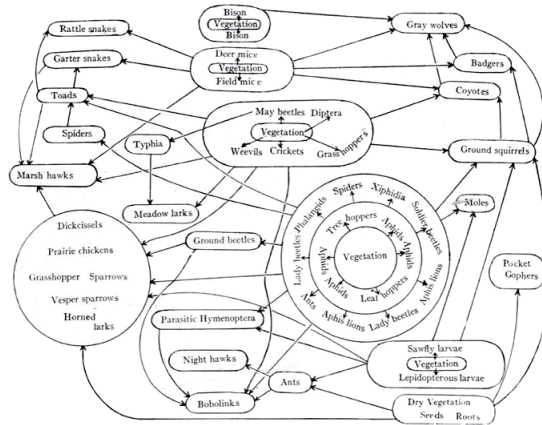 Bison
Vegetation
Bison
Gray wolves
Rattle snakes
Deer mice
Vegetation
Field mice
Garter snakes
Badgers
Toads
Coyotes
May beetles Diptera
Vegetation
Weevils Crickets Grass hoppers
Spiders
Typhia
Ground squirrels
Marsh hawks
Meadow larks
Moles
Phalangids Spiders Xiphidia Soldier beetles
Tree hoppers Aphids Aphids
Lady beetles Aphids Vegetation
Aphids Leaf hoppers
Ants Aphis lions Lady beetles Aphis lions
Dickcissels
Prairie chickens
Grasshopper Sparrows
Vesper sparrows
Horned
larks
Ground beetles
Pocket
Gophers
Parasitic Hymenoptera
Night hawks
Ants
Bobolinks
Sawfly larvae
Vegetation
Lepidopterous larvae
Dry Vegetation
Seeds Roots